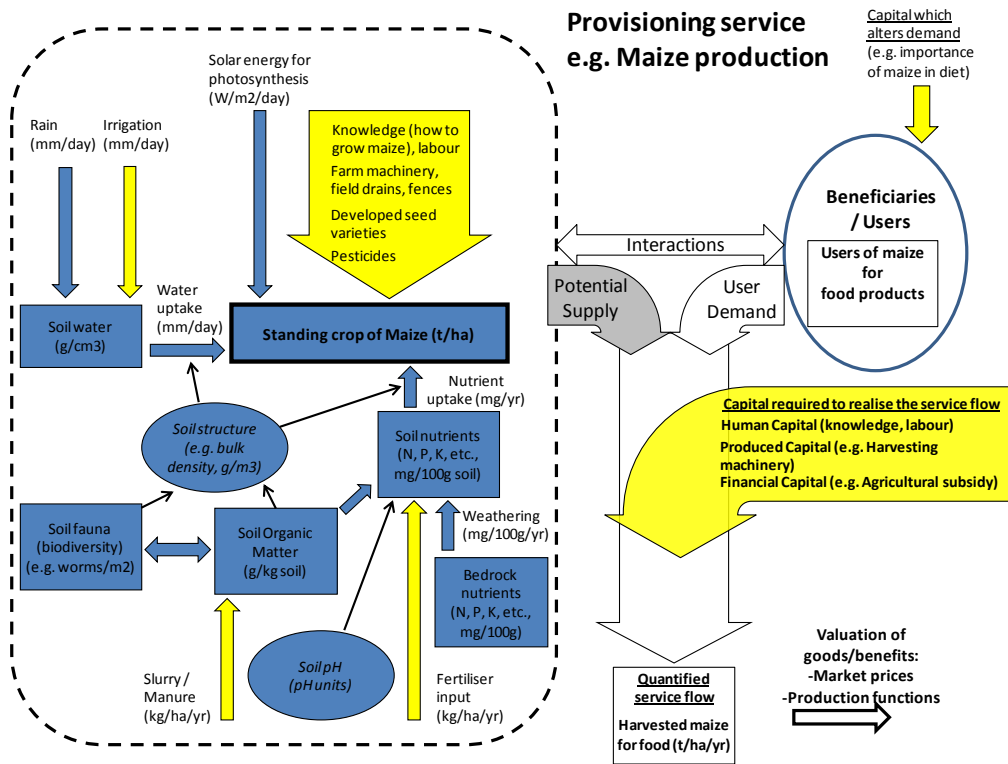 Provisioning service
e.g. Maize production
Capital which
alters demand
(e.g. importance
of maize in diet)
Solar energy for
photosynthesis
(W/m2/day)
Rain
(mm/day)
Irrigation
(mm/day)
Knowledge (how to
grow maize), labour
Farm machinery,
field drains, fences
Developed seed
varieties
Pesticides
Beneficiaries
/ Users
Users of maize
for
food products
Interactions
Potential
Supply
User
Demand
Water
uptake
(mm/day)
Soil water
(g/cm3)
Standing crop of Maize (t/ha)
Nutrient
uptake (mg/yr)
Soil structure
(e.g. bulk
density, g/m3)
Soil nutrients
(N, P, K, etc.,
mg/100g soil)
Capital required to realise the service flow
Human Capital (knowledge, labour)
Produced Capital (e.g. Harvesting
machinery)
Financial Capital (e.g. Agricultural subsidy)
Soil fauna
(biodiversity)
(e.g. worms/m2)
Soil Organic
Matter
(g/kg soil)
Weathering
(mg/100g/yr)
Bedrock
nutrients
(N, P, K, etc.,
mg/100g)
Soil pH
(pH units)
Slurry /
Manure
(kg/ha/yr)
Fertiliser
input
(kg/ha/yr)
Quantified
service flow
Harvested maize
for food (t/ha/yr)
Valuation of
goods/benefits:
-Market prices
-Production functions